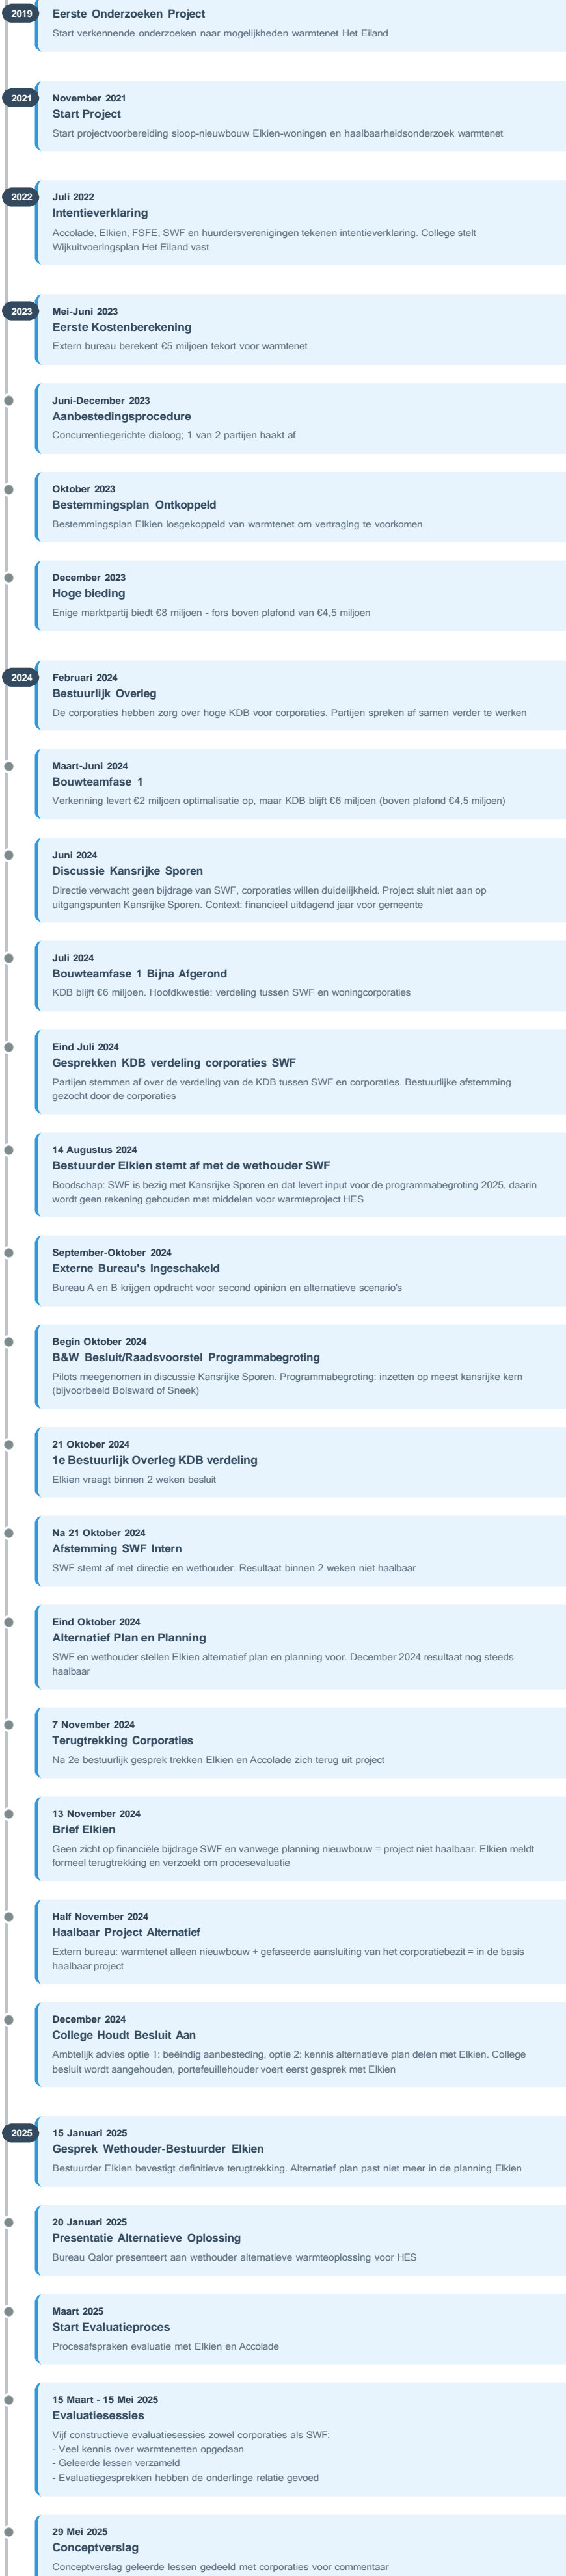 2019
Eerste Onderzoeken Project
Start verkennende onderzoeken naar mogelijkheden warmtenet Het Eiland
2021
November 2021
Start Project
Start projectvoorbereiding sloop-nieuwbouw Elkien-woningen en haalbaarheidsonderzoek warmtenet
2022
Juli 2022
Intentieverklaring
Accolade, Elkien, FSFE, SWF en huurdersverenigingen tekenen intentieverklaring. College stelt
Wijkuitvoeringsplan Het Eiland vast
2023
Mei-Juni 2023
Eerste Kostenberekening
Extern bureau berekent €5 miljoen tekort voor warmtenet
Juni-December 2023
Aanbestedingsprocedure
Concurrentiegerichte dialoog; 1 van 2 partijen haakt af
Oktober 2023
Bestemmingsplan Ontkoppeld
Bestemmingsplan Elkien losgekoppeld van warmtenet om vertraging te voorkomen
December 2023
Hoge bieding
Enige marktpartij biedt €8 miljoen - fors boven plafond van €4,5 miljoen
2024
Februari 2024
Bestuurlijk Overleg
De corporaties hebben zorg over hoge KDB voor corporaties. Partijen spreken af samen verder te werken
Maart-Juni 2024
Bouwteamfase 1
Verkenning levert €2 miljoen optimalisatie op, maar KDB blijft €6 miljoen (boven plafond €4,5 miljoen)
Juni 2024
Discussie Kansrijke Sporen
Directie verwacht geen bijdrage van SWF, corporaties willen duidelijkheid. Project sluit niet aan op
uitgangspunten Kansrijke Sporen. Context: financieel uitdagend jaar voor gemeente
Juli 2024
Bouwteamfase 1 Bijna Afgerond
KDB blijft €6 miljoen. Hoofdkwestie: verdeling tussen SWF en woningcorporaties
Eind Juli 2024
Gesprekken KDB verdeling corporaties SWF
Partijen stemmen af over de verdeling van de KDB tussen SWF en corporaties. Bestuurlijke afstemming
gezocht door de corporaties
14 Augustus 2024
Bestuurder Elkien stemt af met de wethouder SWF
Boodschap: SWF is bezig met Kansrijke Sporen en dat levert input voor de programabegroting 2025, daarin
wordt geen rekening gehouden met middelen voor warmteproject HES
September-Oktober 2024
Externe Bureau's Ingeschakeld
Bureau A en B krijgen opdracht voor second opinion en alternatieve scenario's
Begin Oktober 2024
B&W Besluit/Raadsvoorstel Programmabegroting
Pilots meegenomen in discussie Kansrijke Sporen. Programmabegroting: inzetten op meest kansrijke kern
(bijvoorbeeld Bolsward of Sneek)
21 Oktober 2024
1e Bestuurlijk Overleg KDB verdeling
Elkien vraagt binnen 2 weken besluit
Na 21 Oktober 2024
Afstemming SWF Intern
SWF stemt af met directie en wethouder. Resultaat binnen 2 weken niet haalbaar
Eind Oktober 2024
Alternatief Plan en Planning
SWF en wethouder stellen Elkien alternatief plan en planning voor. December 2024 resultaat nog steeds
haalbaar
7 November 2024
Terugtrekking Corporaties
Na 2e bestuurlijk gesprek trekken Elkien en Accolade zich terug uit project
13 November 2024
Brief Elkien
Geen zicht op financiële bijdrage SWF en vanwege planning nieuwbouw = project niet haalbaar. Elkien meldt
formeel terugtrekking en verzoekt om procesevaluatie
Half November 2024
Haalbaar Project Alternatief
Extern bureau: warmtenet alleen nieuwbouw + gefaseerde aansluiting van het corporatiebezit = in de basis
haalbaar project
December 2024
College Houdt Besluit Aan
Ambtelijk advies optie 1: beëindig aanbesteding, optie 2: kennis alternatieve plan delen met Elkien. College
besluit wordt aangehouden, portefeuillehouder voert eerst gesprek met Elkien
2025
15 Januari 2025
Gesprek Wethouder-Bestuurder Elkien
Bestuurder Elkien bevestigt definitieve terugtrekking. Alternatief plan past niet meer in de planning Elkien
20 Januari 2025
Presentatie Alternatieve Oplossing
Bureau Qalor presenteert aan wethouder alternatieve warmteoplossing voor HES
Maart 2025
Start Evaluatieproces
Procesafspraken evaluatie met Elkien en Accolade
15 Maart - 15 Mei 2025
Evaluatiesessies
Vijf constructieve evaluatiesessies zowel corporaties als SWF:
- Veel kennis over warmtenetten opgedaan
- Geleerde lessen verzameld
- Evaluatiegesprekken hebben de onderlinge relatie gevoed
29 Mei 2025
Conceptverslag
Conceptverslag geleerde lessen gedeeld met corporaties voor commentaar